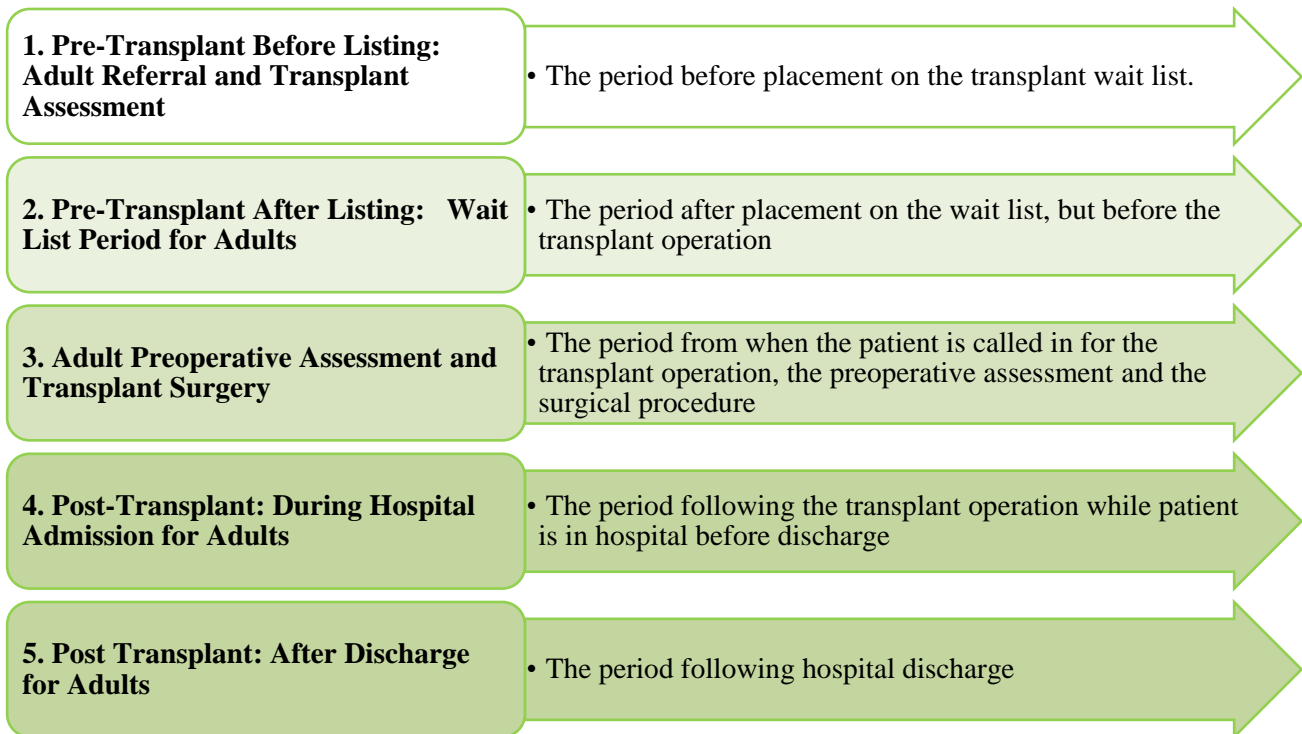 1. Pre-Transplant Before Listing:
Adult Referral and Transplant
Assessment
• The period before placement on the transplant wait list.
2. Pre-Transplant After Listing:   Wait
List Period for Adults
• The period after placement on the wait list, but before the
transplant operation
3. Adult Preoperative Assessment and
Transplant Surgery
• The period from when the patient is called in for the
transplant operation, the preoperative assessment and the
surgical procedure
4. Post-Transplant: During Hospital
Admission for Adults
• The period following the transplant operation while patient
is in hospital before discharge
5. Post Transplant: After Discharge
for Adults
• The period following hospital discharge